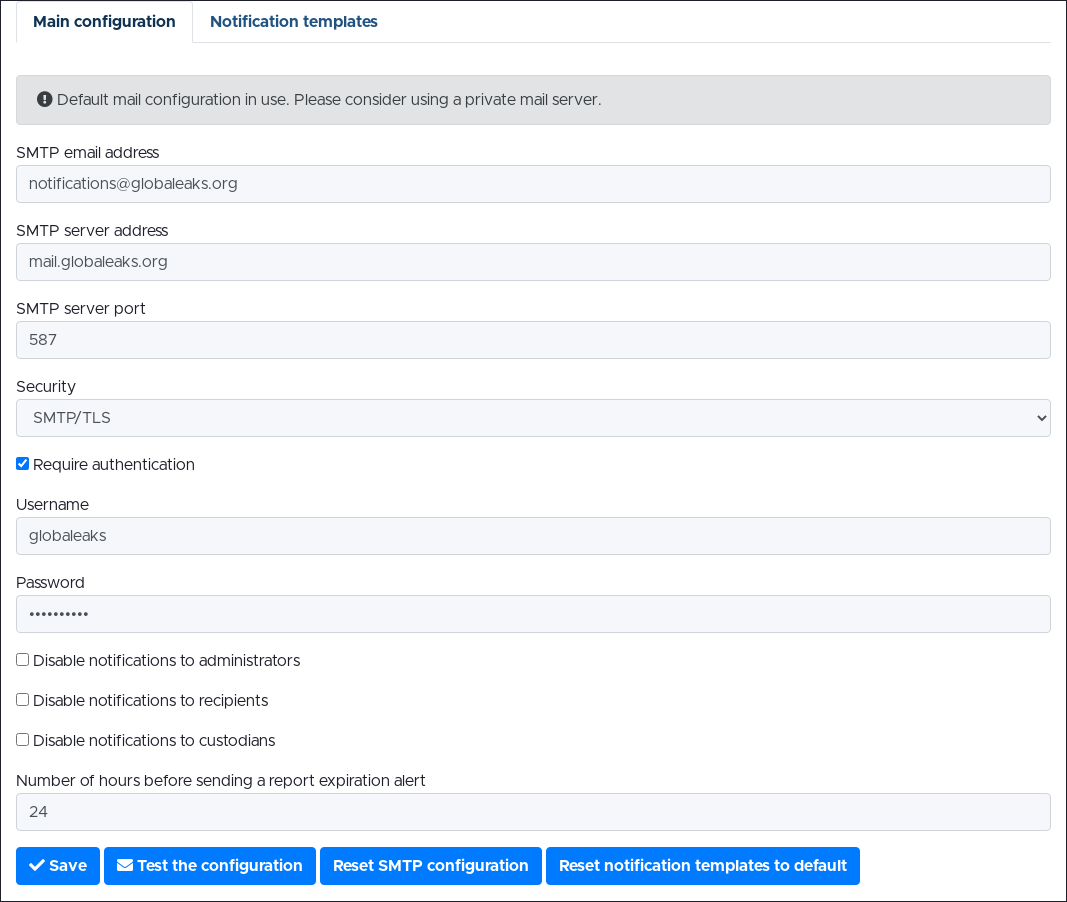 Main configuration Notification templates
Default mail configuration in use. Please consider using a private mail server.
SMTP email address
notifications@globaleaks.org
SMTP server address
mail.globaleaks.org
SMTP server port
587
Security
SMTP/TLS
Require authentication
Username
globaleaks
Password
••••••••••
Disable notifications to administrators
Disable notifications to recipients
Disable notifications to custodians
Number of hours before sending a report expiration alert
24
Save Test the configuration Reset SMTP configuration Reset notification templates to default